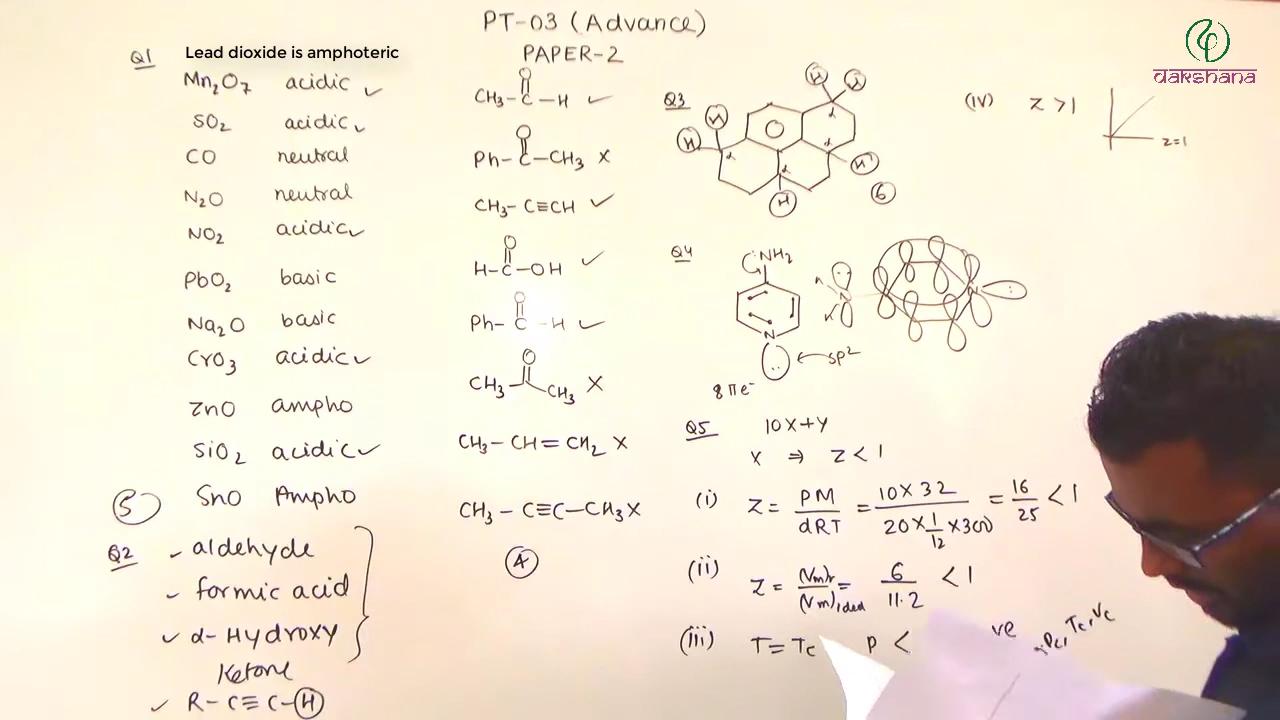 PT-03 (Advance)
PAPER-2
dakshana
Q1 Lead dioxide is amphoteric
Mn2O7 acidic ✓
SO2 acidic ✓
CO neutral
N2O neutral
NO2 acidic ✓
PbO2 basic
Na2O basic
CrO3 acidic ✓
ZnO ampho
SiO2 acidic ✓
SnO Ampho
5
Q2 ✓ aldehyde
✓ formic acid
✓ α-Hydroxy
Ketone
✓ R-C≡C-H
O
CH3-C-H ✓
O
Ph-C-CH3 X
CH3-C≡CH ✓
O
H-C-OH ✓
O
Ph-C-H ✓
O
CH3 CH3 X
CH3-CH=CH2 X
CH3-C≡C-CH3 X
4
Q3
H H
H
H
α α
α
α
H
H
6
Q4
NH2
N
N
sp2
8πe-
Q5 10X+Y
X ⇒ Z<1
(i) Z = PM/dRT = 10×32/20×1/12×300 = 16/25 < 1
(ii) Z = (Vm)r/(Vm)ideal = 6/11.2 < 1
(iii) T=Tc P <
ve
Pc, Tc, Vc
(iv) Z>1
Z=1